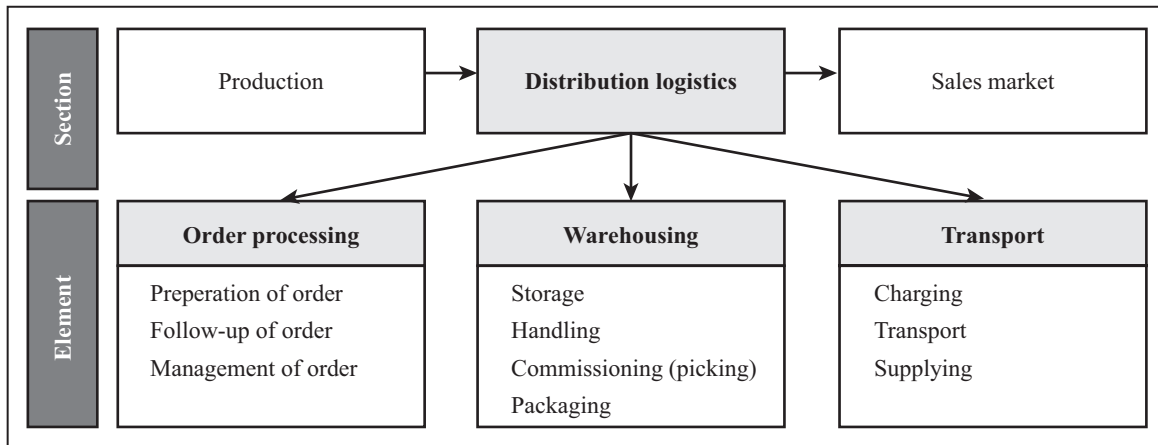 Section
Production
Distribution logistics
Sales market
Element
Order processing
Preperation of order
Follow-up of order
Management of order
Warehousing
Storage
Handling
Commissioning (picking)
Packaging
Transport
Charging
Transport
Supplying